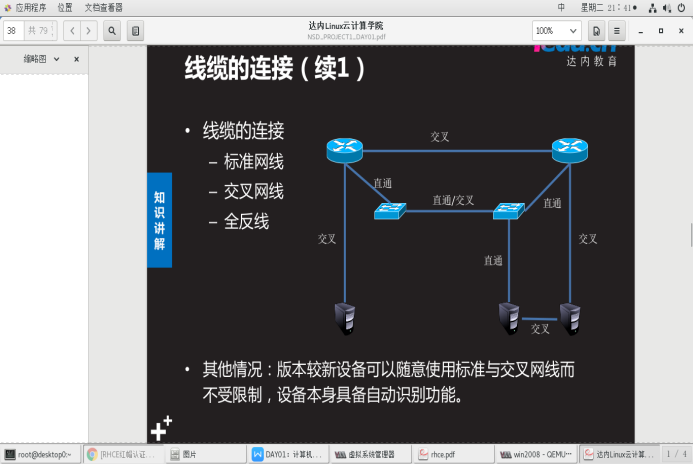 应用程序 位置 文档查看器
中 星期二 21:41
38 共 79
达内Linux云计算学院
NSD_PROJECT1_DAY01.pdf
100%
缩略图
达内教育
线缆的连接（续1）
知识讲解
• 线缆的连接
– 标准网线
– 交叉网线
– 全反线
交叉
直通
直通/交叉
直通
交叉
交叉
直通
交叉
• 其他情况：版本较新设备可以随意使用标准与交叉网线而
不受限制，设备本身具备自动识别功能。
root@desktop0:~
[RHCE红帽认证...
图片
DAY01：计算机...
虚拟系统管理器
rhce.pdf
win2008 - QEMU...
达内Linux云计算...
1 / 4